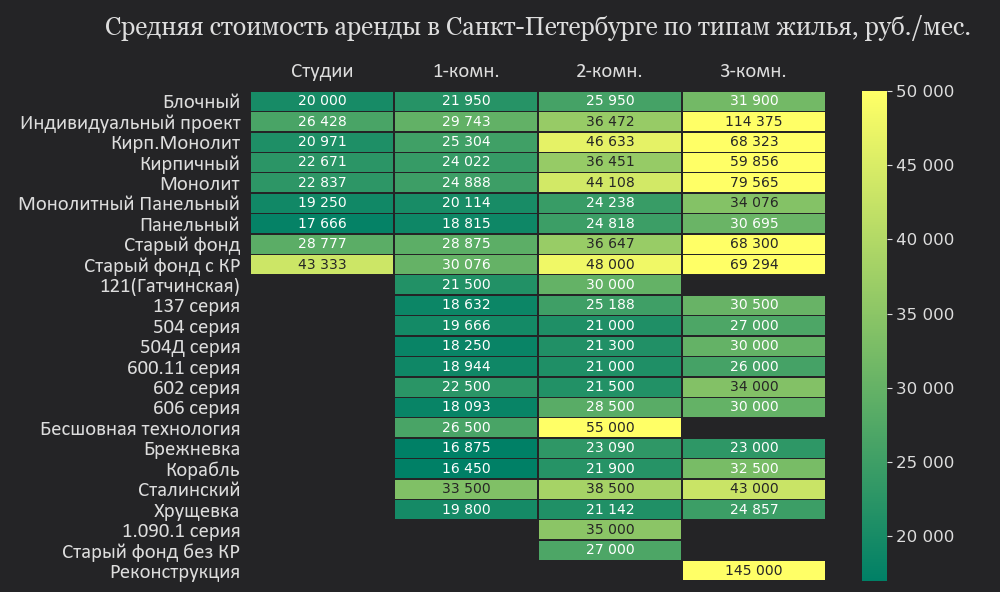 Средняя стоимость аренды в Санкт-Петербурге по типам жилья, руб./мес.
Студии 1-комн. 2-комн. 3-комн.
Блочный 20 000 21 950 25 950 31 900
Индивидуальный проект 26 428 29 743 36 472 114 375
Кирп.Монолит 20 971 25 304 46 633 68 323
Кирпичный 22 671 24 022 36 451 59 856
Монолит 22 837 24 888 44 108 79 565
Монолитный Панельный 19 250 20 114 24 238 34 076
Панельный 17 666 18 815 24 818 30 695
Старый фонд 28 777 28 875 36 647 68 300
Старый фонд с КР 43 333 30 076 48 000 69 294
121(Гатчинская) 21 500 30 000
137 серия 18 632 25 188 30 500
504 серия 19 666 21 000 27 000
504Д серия 18 250 21 300 30 000
600.11 серия 18 944 21 000 26 000
602 серия 22 500 21 500 34 000
606 серия 18 093 28 500 30 000
Бесшовная технология 26 500 55 000
Брежневка 16 875 23 090 23 000
Корабль 16 450 21 900 32 500
Сталинский 33 500 38 500 43 000
Хрущевка 19 800 21 142 24 857
1.090.1 серия 35 000
Старый фонд без КР 27 000
Реконструкция 145 000
50 000
45 000
40 000
35 000
30 000
25 000
20 000